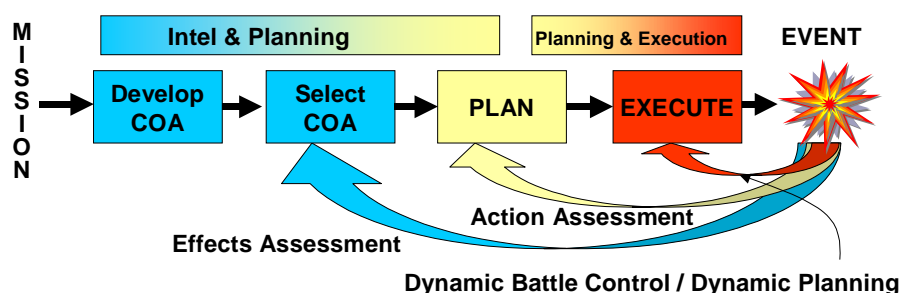 MISSION
Intel & Planning
Planning & Execution
EVENT
Develop
COA
Select
COA
PLAN
EXECUTE
Action Assessment
Effects Assessment
Dynamic Battle Control / Dynamic Planning